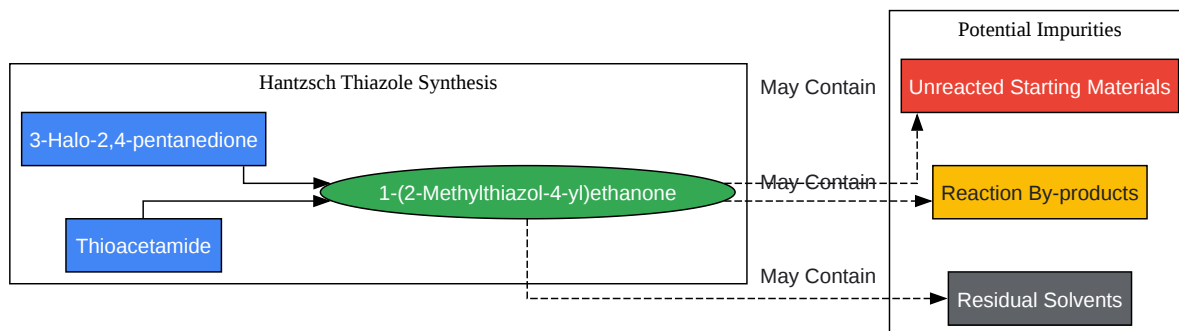 Potential Impurities
Hantzsch Thiazole Synthesis
May Contain
Unreacted Starting Materials
3-Halo-2,4-pentanedione
1-(2-Methylthiazol-4-yl)ethanone
May Contain
Reaction By-products
Thioacetamide
May Contain
Residual Solvents